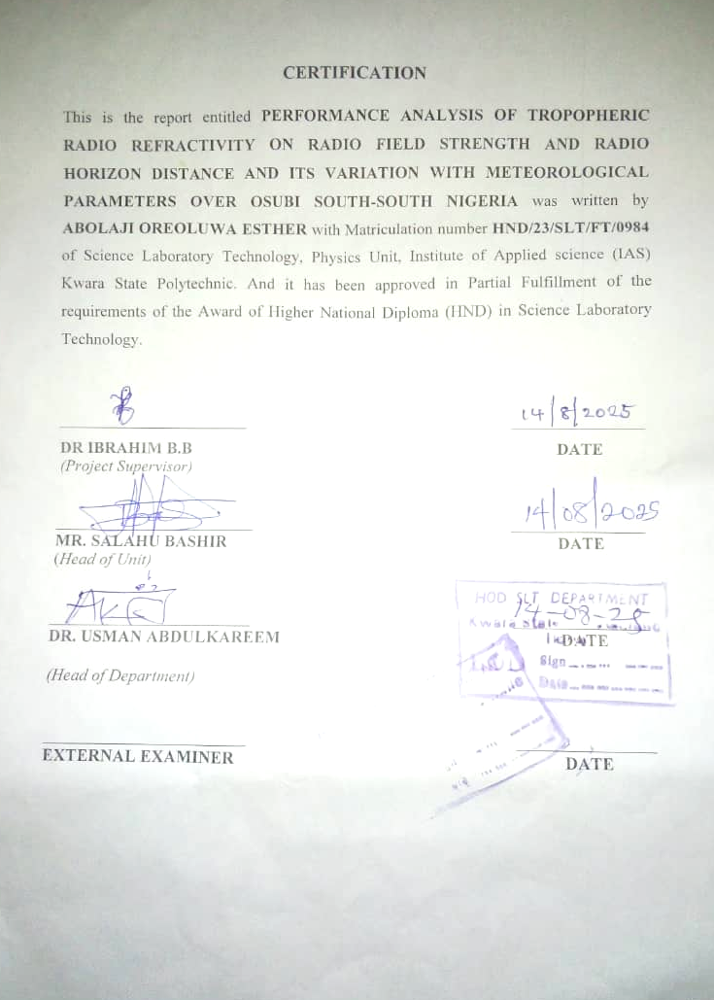 CERTIFICATION
This is the report entitled PERFORMANCE ANALYSIS OF TROPOPHERIC
RADIO REFRACTIVITY ON RADIO FIELD STRENGTH AND RADIO
HORIZON DISTANCE AND ITS VARIATION WITH METEOROLOGICAL
PARAMETERS OVER OSUBI SOUTH-SOUTH NIGERIA was written by
ABOLAJI OREOLUWA ESTHER with Matriculation number HND/23/SLT/FT/0984
of Science Laboratory Technology, Physics Unit, Institute of Applied science (IAS)
Kwara State Polytechnic. And it has been approved in Partial Fulfillment of the
requirements of the Award of Higher National Diploma (HND) in Science Laboratory
Technology.
14/8/2025
DR IBRAHIM B.B DATE
(Project Supervisor)
14/08/2025
MR. SALAHU BASHIR DATE
(Head of Unit)
HOD SLT DEPARTMENT
14-08-25
Kwara State
DR. USMAN ABDULKAREEM DATE
Sign
(Head of Department)
Date
EXTERNAL EXAMINER DATE